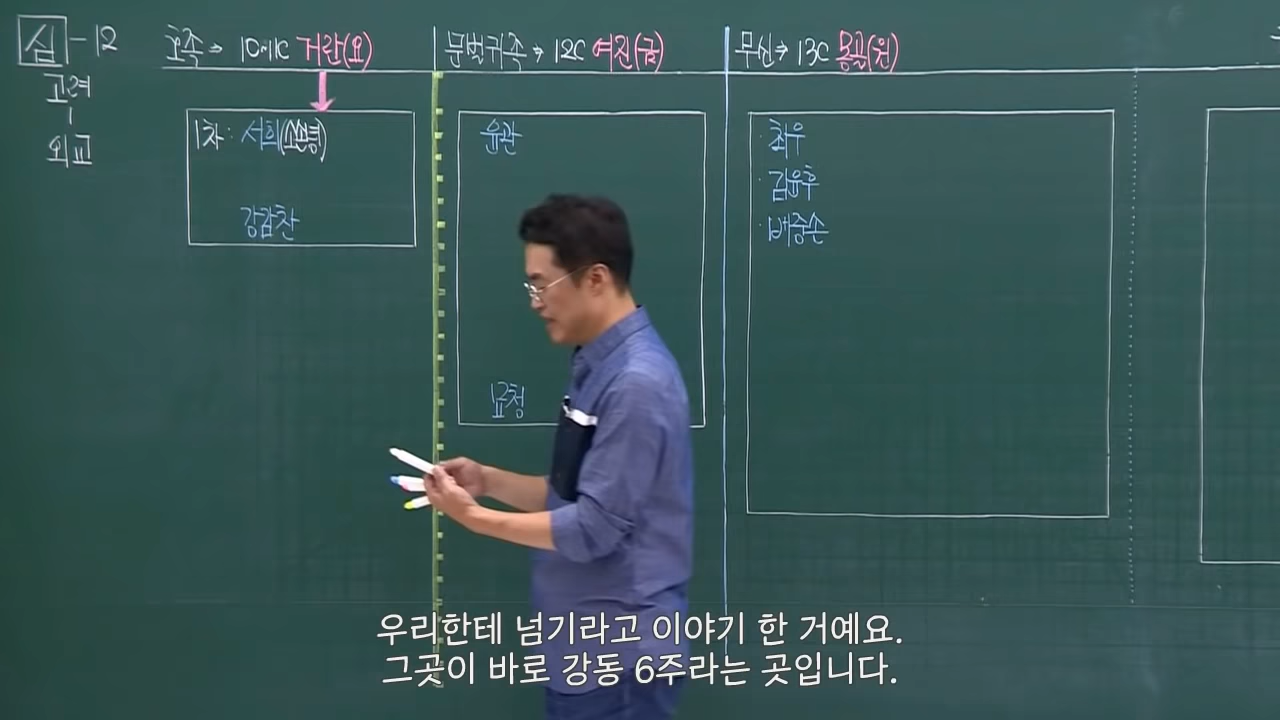 심-12
고려
외교
호족→ 10~11C 거란(요)
1차: 서희(소손녕)
강감찬
문벌귀족→ 12C 여진(금)
윤관
묘청
무신→ 13C 몽골(원)
·최우
·김윤후
·배중손
우리한테 넘기라고 이야기 한 거예요.
그곳이 바로 강동 6주라는 곳입니다.